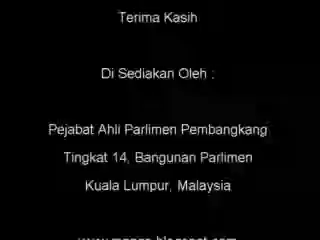 Terima Kasih
Di Sediakan Oleh :
Pejabat Ahli Parlimen Pembangkang
Tingkat 14, Bangunan Parlimen
Kuala Lumpur, Malaysia